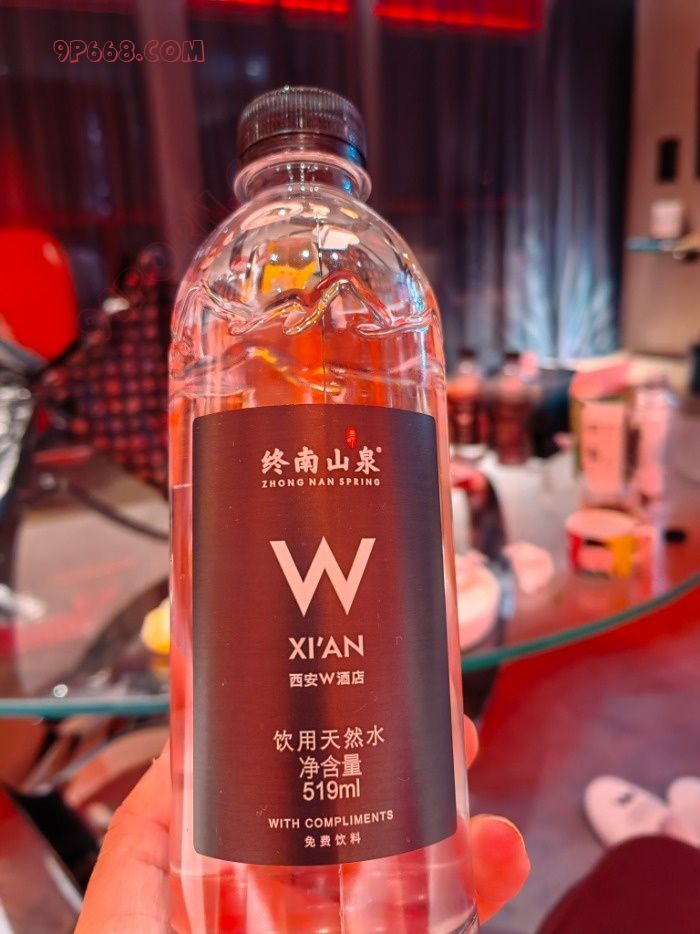 9P668.COM
终南山泉®
ZHONG NAN SPRING
W
XI'AN
西安W酒店
饮用天然水
净含量
519ml
WITH COMPLIMENTS
免费饮料